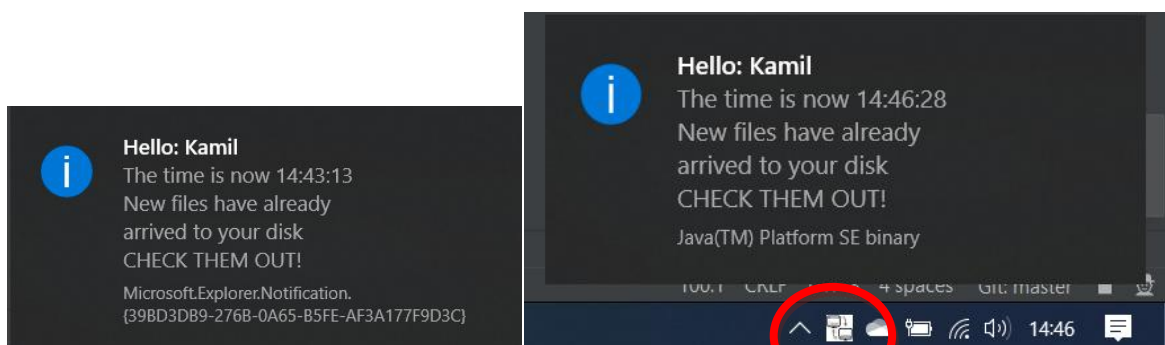 Hello: Kamil
The time is now 14:43:13
New files have already
arrived to your disk
CHECK THEM OUT!
Microsoft.Explorer.Notification.
{39BD3DB9-276B-0A65-B5FE-AF3A177F9D3C}
Hello: Kamil
The time is now 14:46:28
New files have already
arrived to your disk
CHECK THEM OUT!
Java(TM) Platform SE binary
100:1 CRLF 4 spaces Git: master
14:46